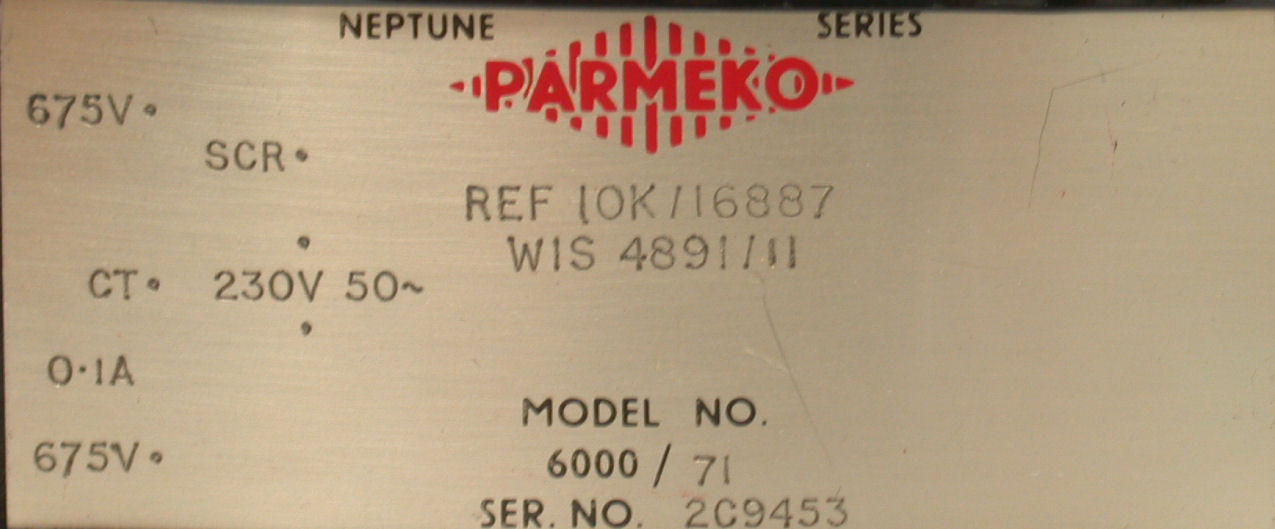 NEPTUNE SERIES
PARMEKO
675V
SCR
REF 10K/16887
WIS 4891/11
CT 230V 50~
0·1A
MODEL NO.
675V
6000 / 71
SER. NO. 2C9453